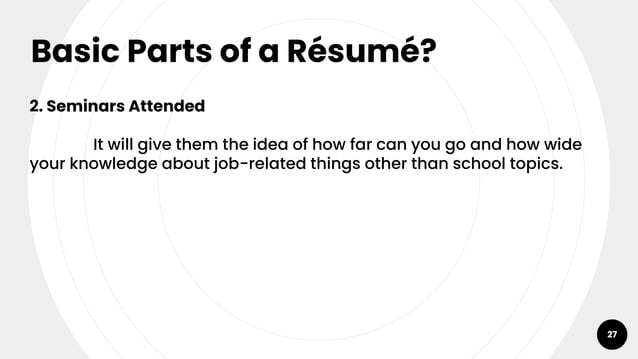 Basic Parts of a Résumé?
2. Seminars Attended
It will give them the idea of how far can you go and how wide
your knowledge about job-related things other than school topics.
27